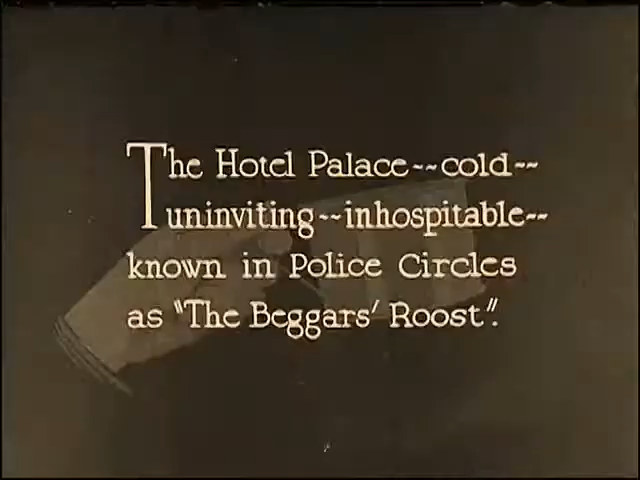 The Hotel Palace--cold--
uninviting--inhospitable--
known in Police Circles
as "The Beggars' Roost".